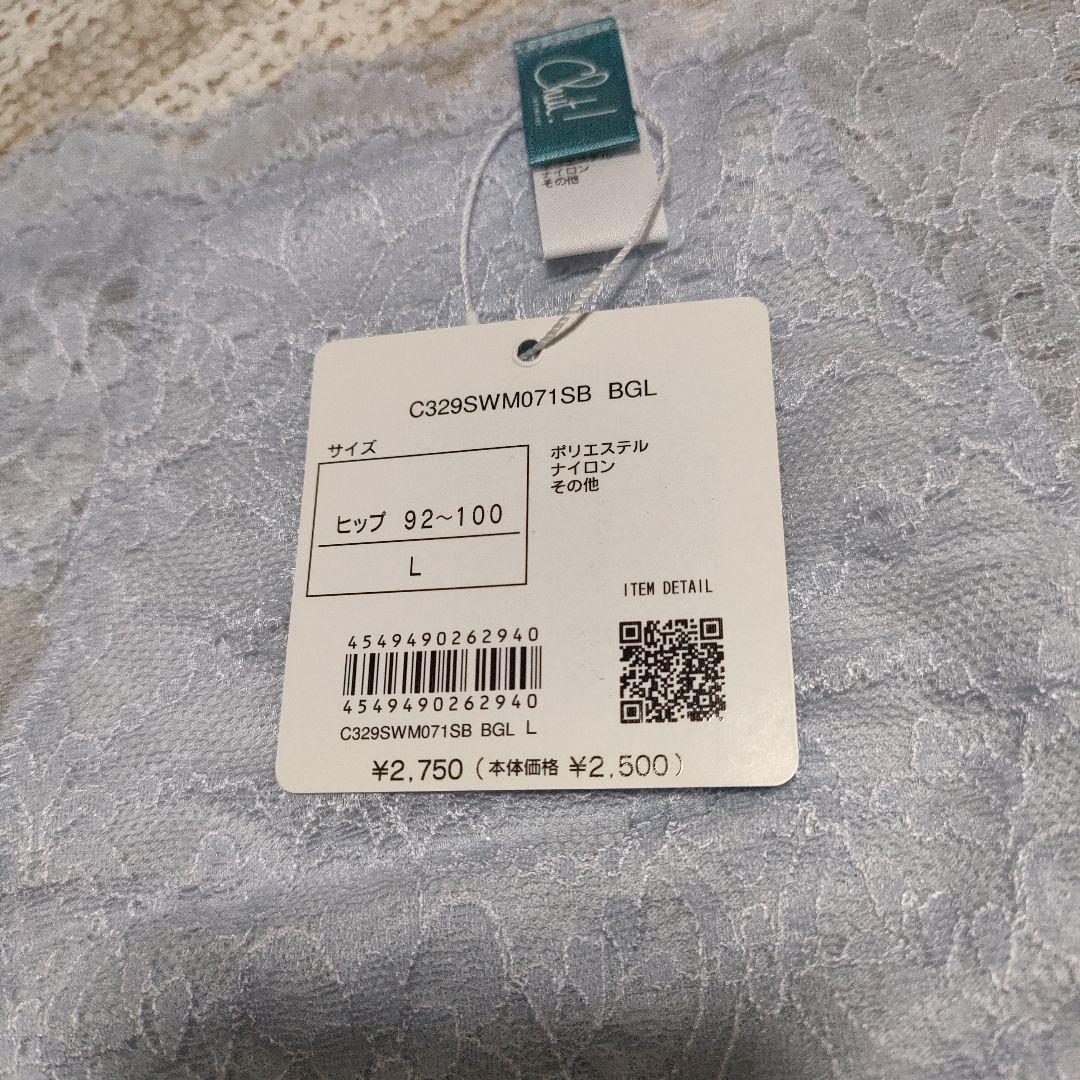 Chut!
ナイロン
その他
C329SWM071SB BGL
サイズ
ヒップ 92~100
L
ポリエステル
ナイロン
その他
ITEM DETAIL
4549490262940
4549490262940
C329SWM071SB BGL L
¥2,750(本体価格 ¥2,500)